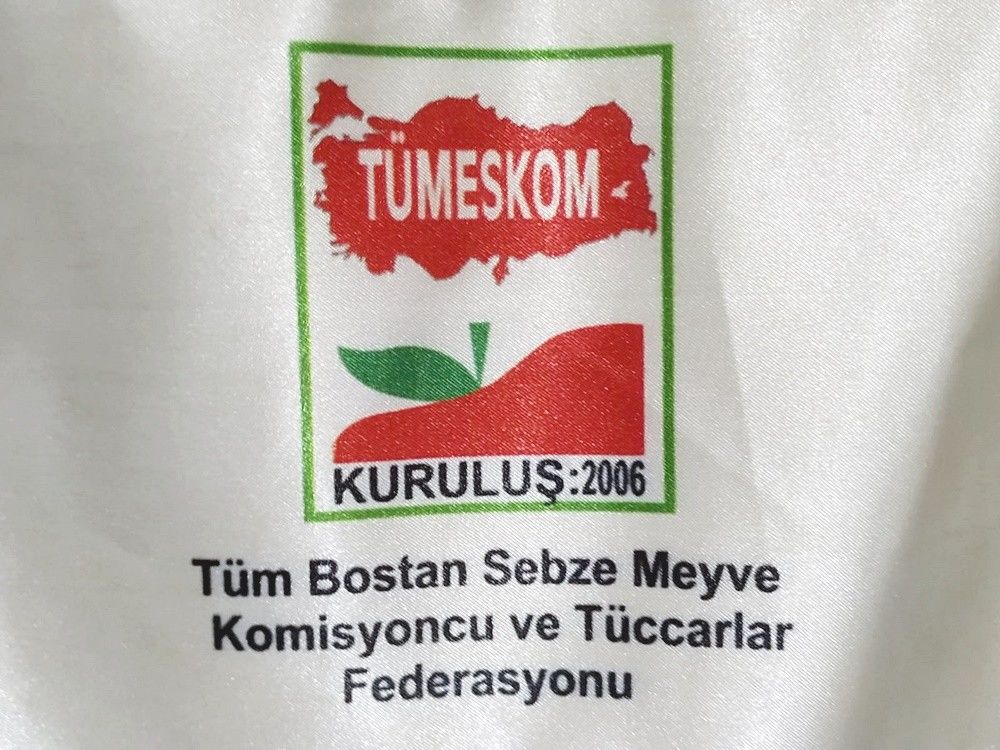 TÜMESKOM
KURULUŞ:2006
Tüm Bostan Sebze Meyve
Komisyoncu ve Tüccarlar
Federasyonu